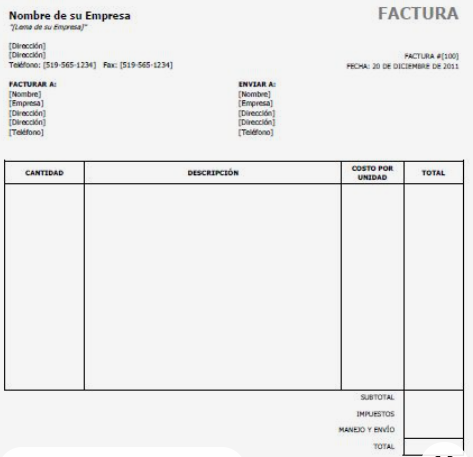 Nombre de su Empresa
FACTURA
"[Lema de su Empresa]"
[Dirección]
[Dirección]
Teléfono: [519-565-1234] Fax: [519-565-1234]
FACTURA #[100]
FECHA: 20 DE DICIEMBRE DE 2011
FACTURAR A:
[Nombre]
[Empresa]
[Dirección]
[Dirección]
[Teléfono]
ENVIAR A:
[Nombre]
[Empresa]
[Dirección]
[Dirección]
[Teléfono]
CANTIDAD DESCRIPCIÓN COSTO POR UNIDAD TOTAL
SUBTOTAL
IMPUESTOS
MANEJO Y ENVÍO
TOTAL